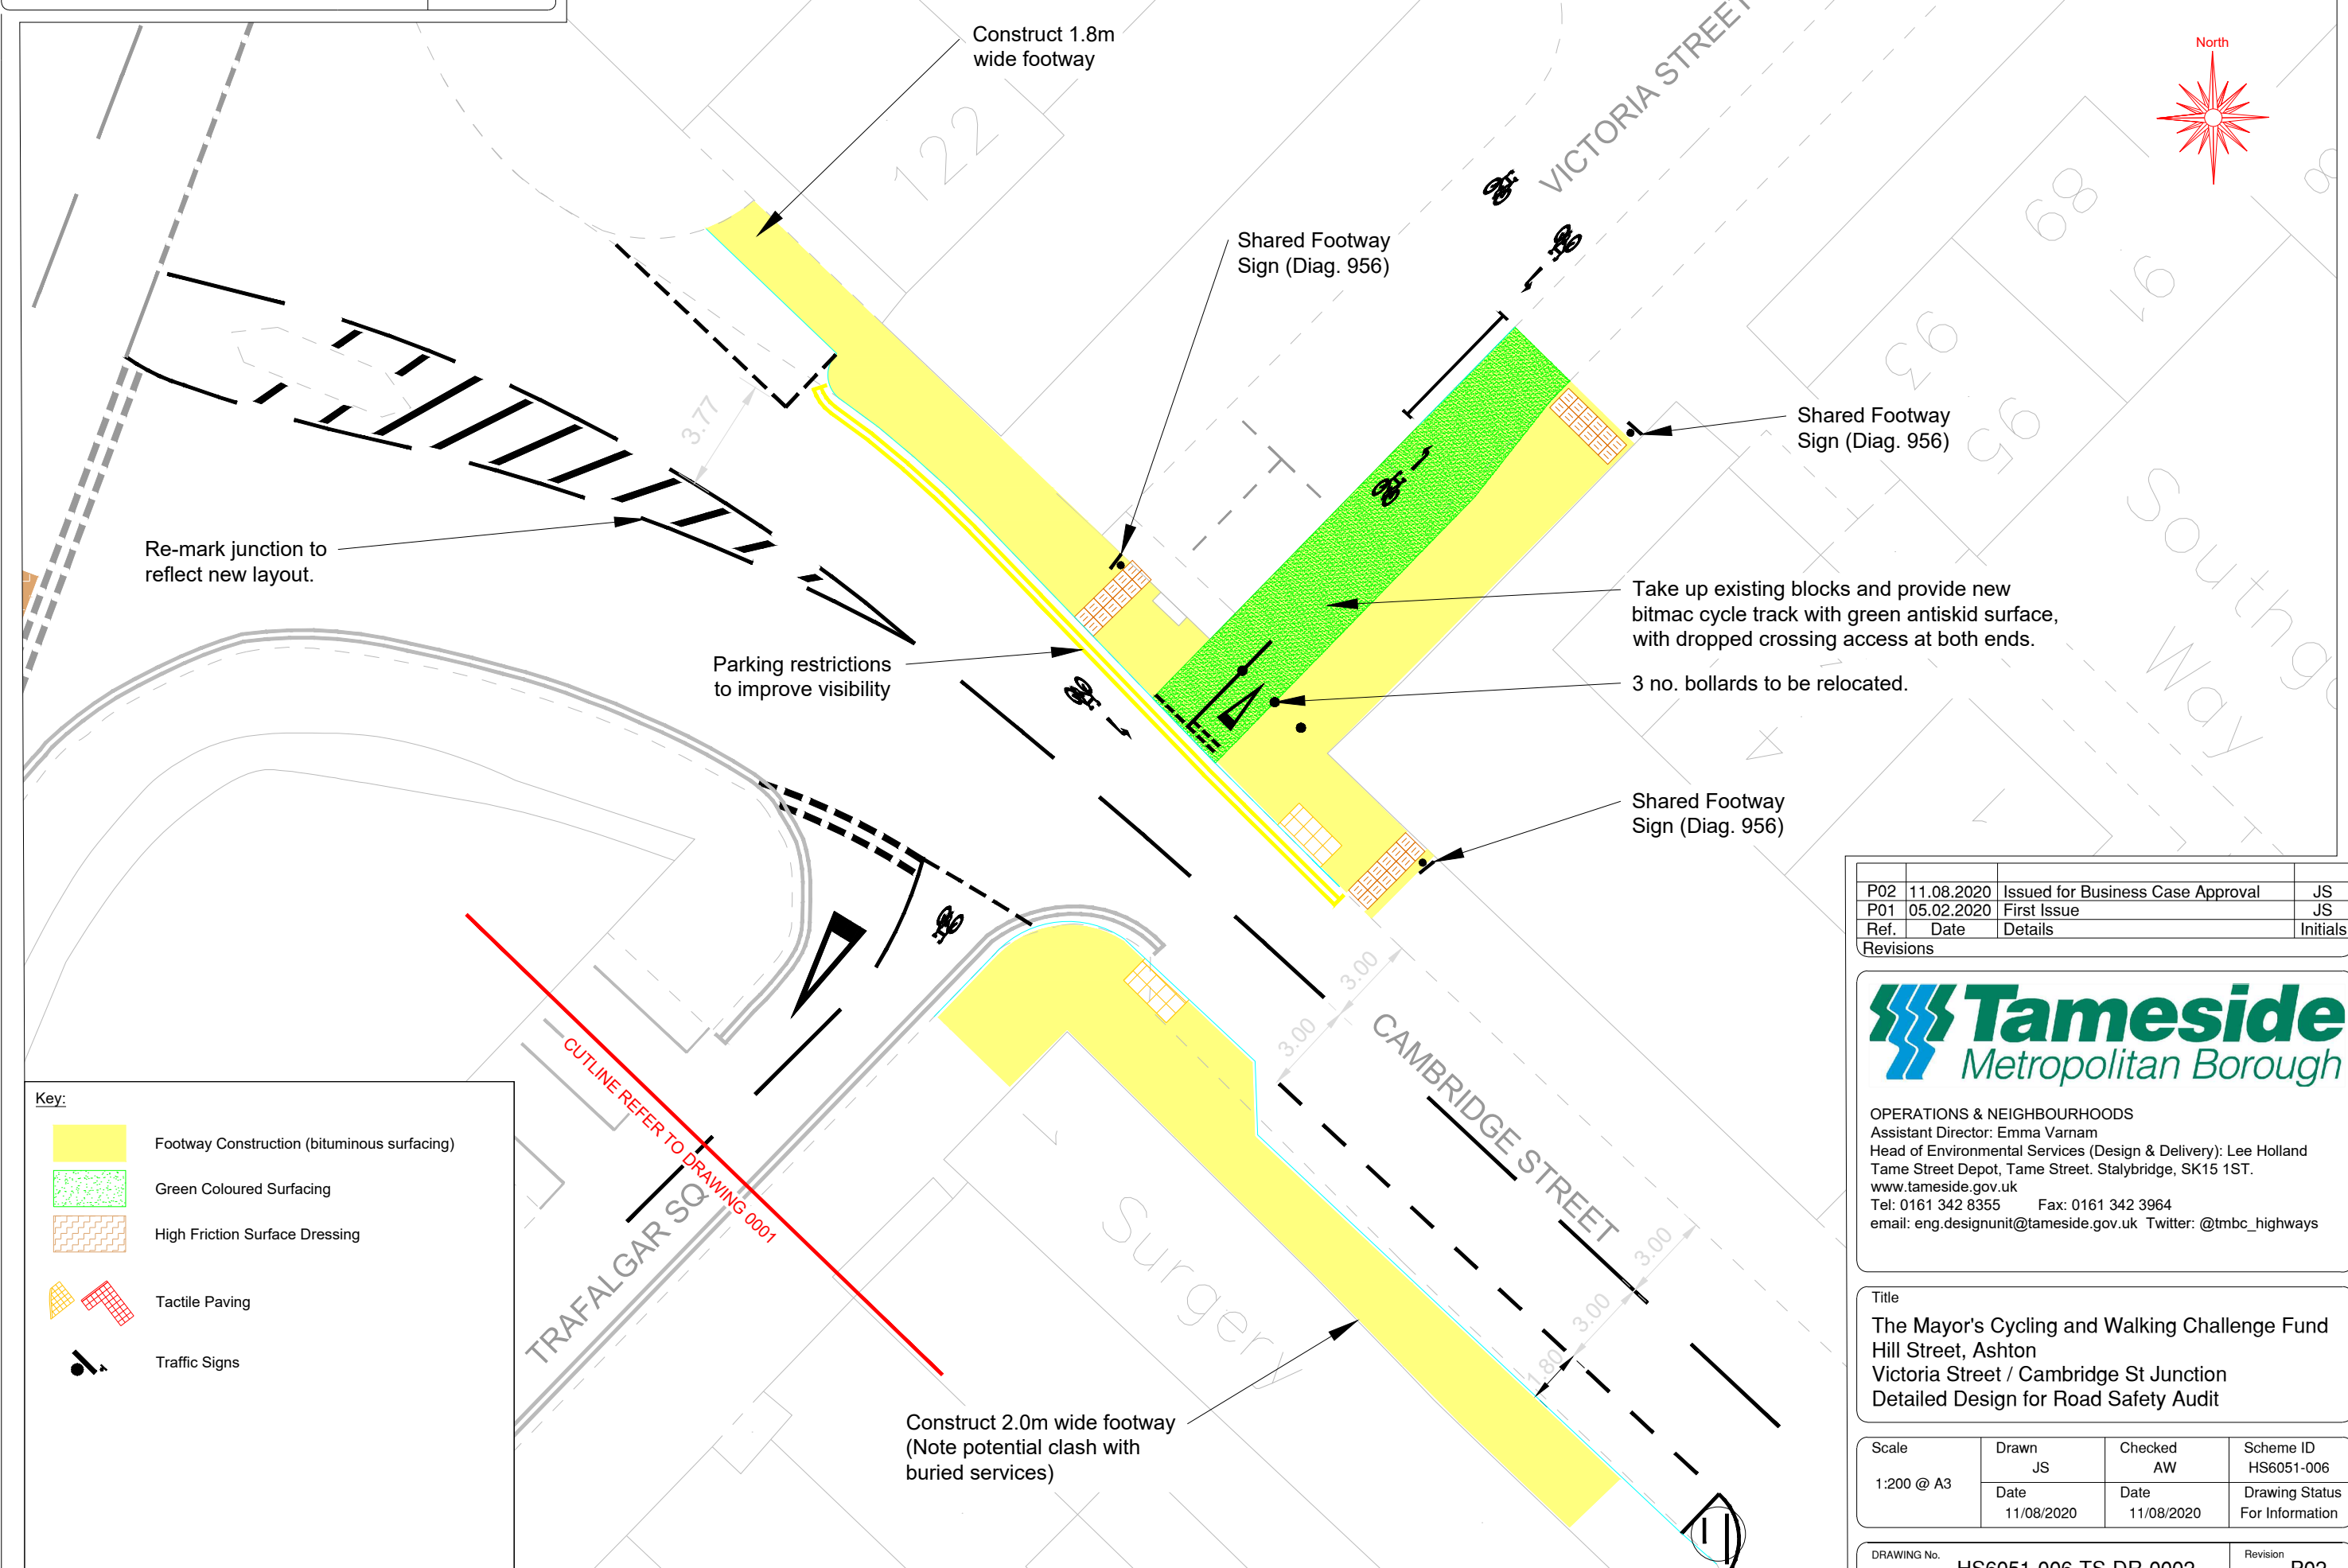 Construct 1.8m
wide footway
VICTORIA STREET
North
122
Shared Footway
Sign (Diag. 956)
89
91
93
95
Shared Footway
Sign (Diag. 956)
3.77
Re-mark junction to
reflect new layout.
Take up existing blocks and provide new
bitmac cycle track with green antiskid surface,
with dropped crossing access at both ends.
3 no. bollards to be relocated.
Parking restrictions
to improve visibility
Way
4
Shared Footway
Sign (Diag. 956)
3.00
3.00
CAMBRIDGE STREET
3.00
3.00
1.80
CUTLINE REFER TO DRAWING 0001
TRAFALGAR SQ
1
Surgery
Construct 2.0m wide footway
(Note potential clash with
buried services)
Key:
Footway Construction (bituminous surfacing)
Green Coloured Surfacing
High Friction Surface Dressing
Tactile Paving
Traffic Signs
P02 11.08.2020 Issued for Business Case Approval JS
P01 05.02.2020 First Issue JS
Ref. Date Details Initials
Revisions
Tameside
Metropolitan Borough
OPERATIONS & NEIGHBOURHOODS
Assistant Director: Emma Varnam
Head of Environmental Services (Design & Delivery): Lee Holland
Tame Street Depot, Tame Street. Stalybridge, SK15 1ST.
www.tameside.gov.uk
Tel: 0161 342 8355 Fax: 0161 342 3964
email: eng.designunit@tameside.gov.uk Twitter: @tmbc_highways
Title
The Mayor's Cycling and Walking Challenge Fund
Hill Street, Ashton
Victoria Street / Cambridge St Junction
Detailed Design for Road Safety Audit
Scale Drawn Checked Scheme ID
1:200 @ A3 JS AW HS6051-006
Date Date Drawing Status
11/08/2020 11/08/2020 For Information
DRAWING No. Revision
HS6051-006-TS-DR-0002 P02